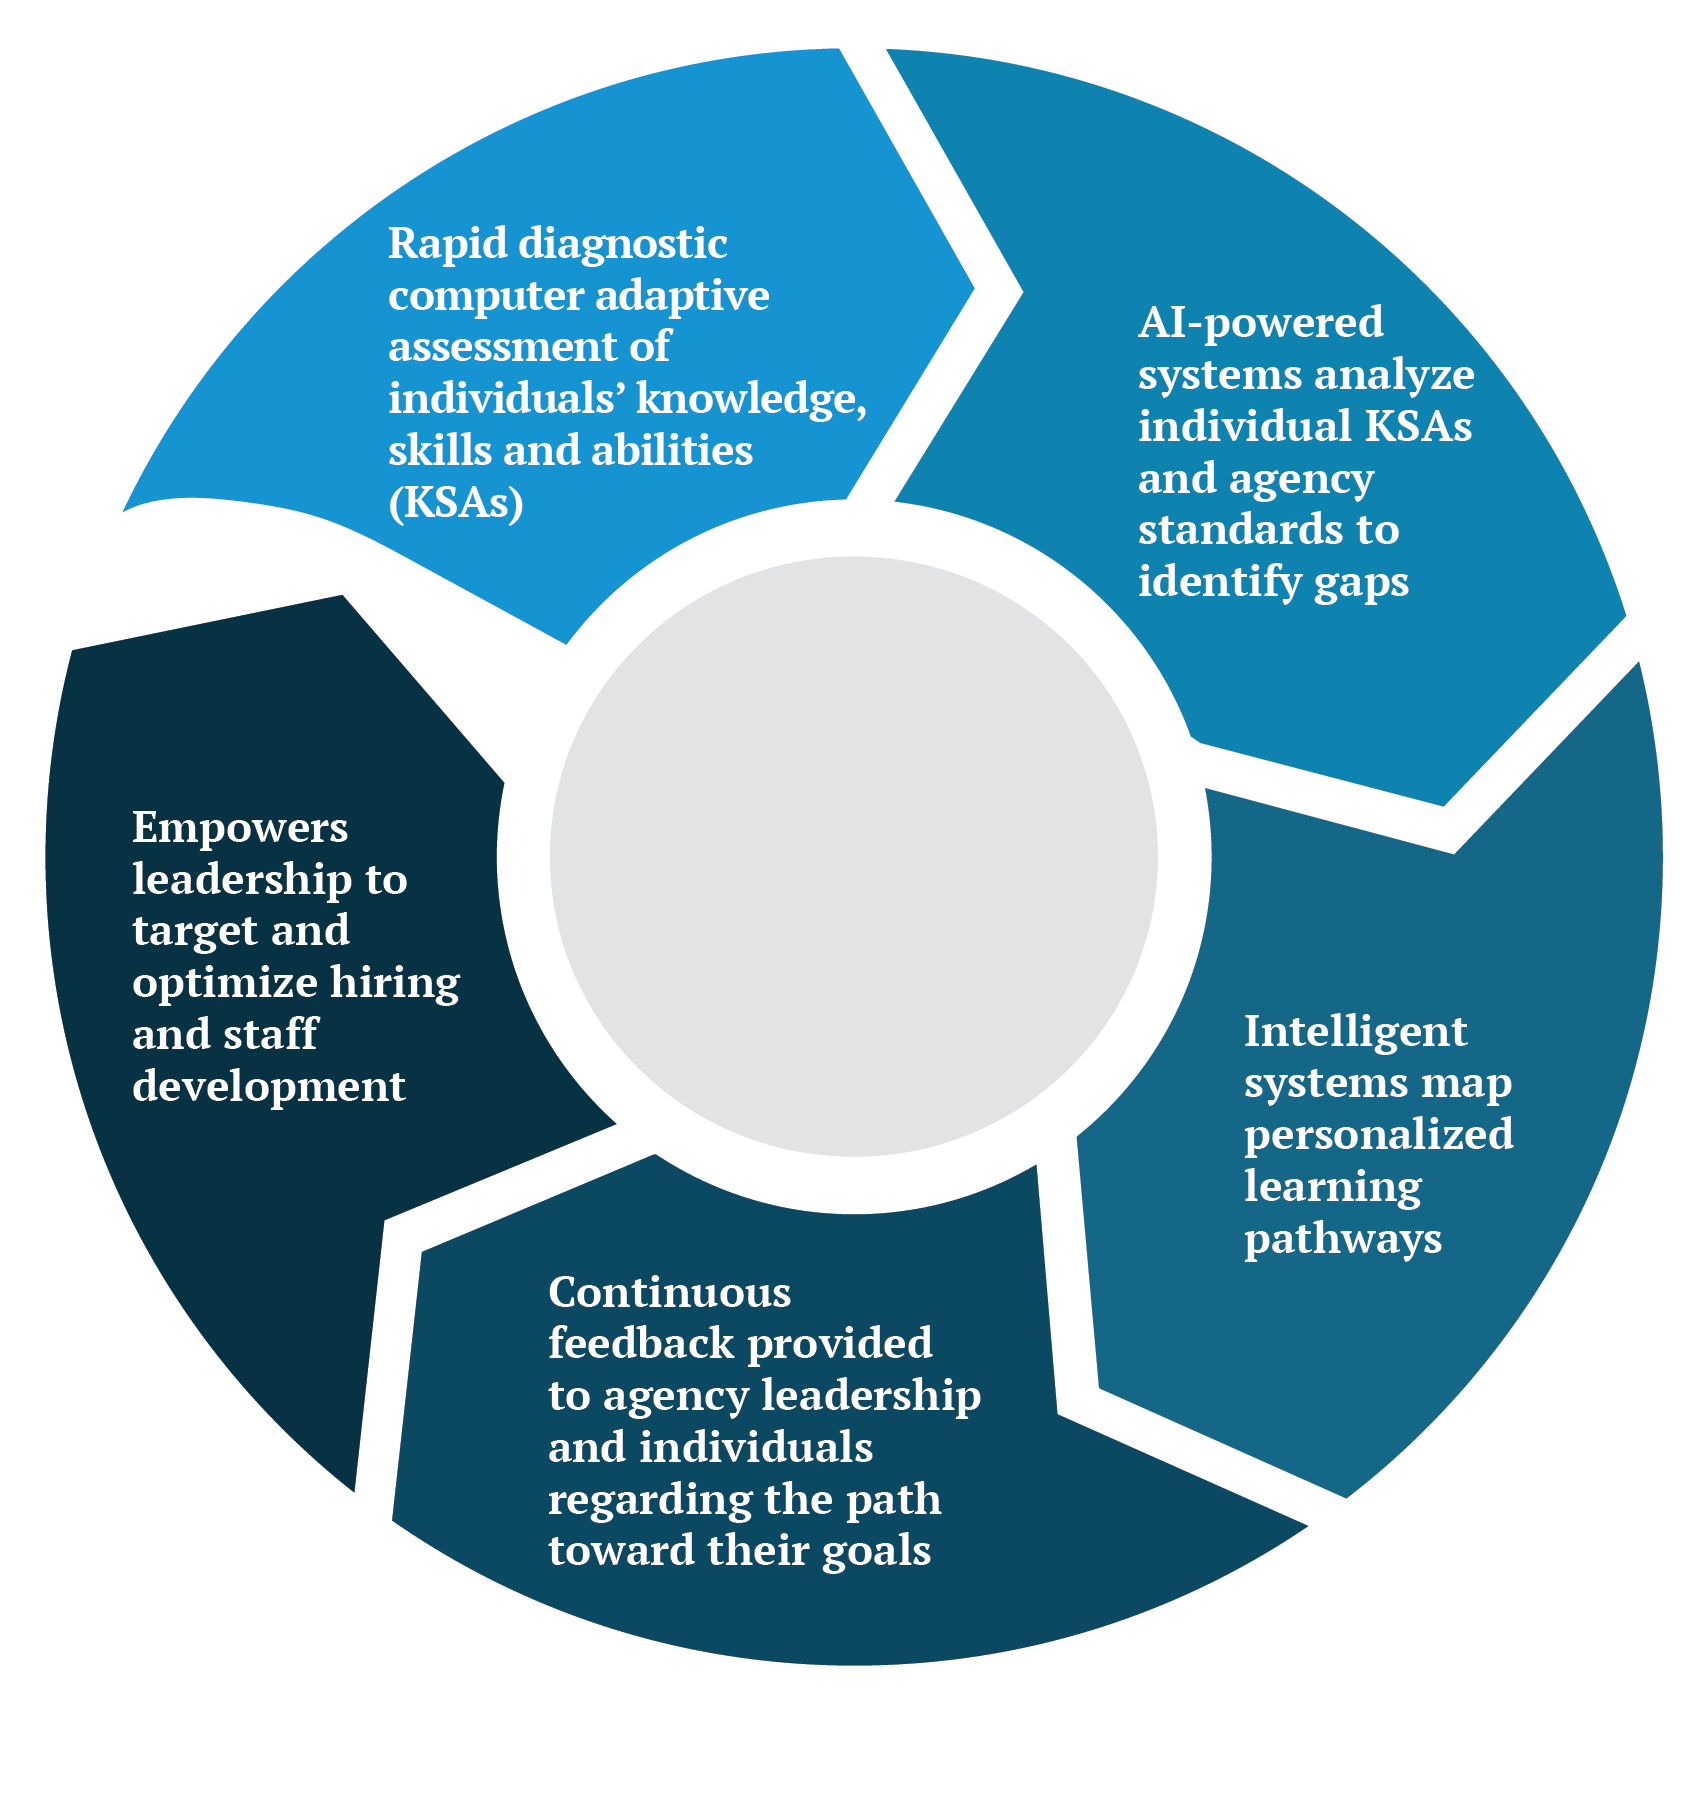 Rapid diagnostic
computer adaptive
assessment of
individuals’ knowledge,
skills and abilities
(KSAs)
AI-powered
systems analyze
individual KSAs
and agency
standards to
identify gaps
Intelligent
systems map
personalized
learning
pathways
Continuous
feedback provided
to agency leadership
and individuals
regarding the path
toward their goals
Empowers
leadership to
target and
optimize hiring
and staff
development